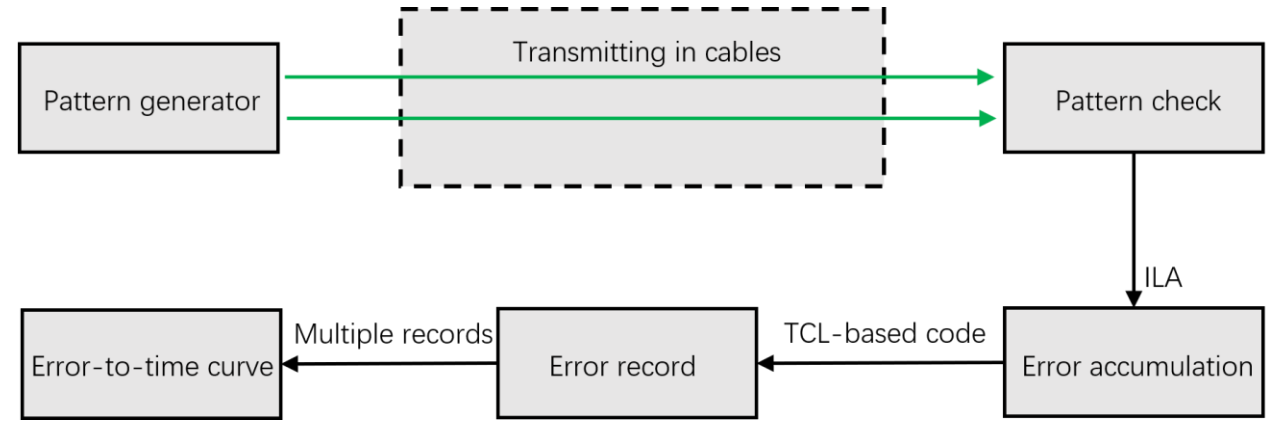 Transmitting in cables
Pattern generator
Pattern check
ILA
Multiple records
TCL-based code
Error-to-time curve
Error record
Error accumulation